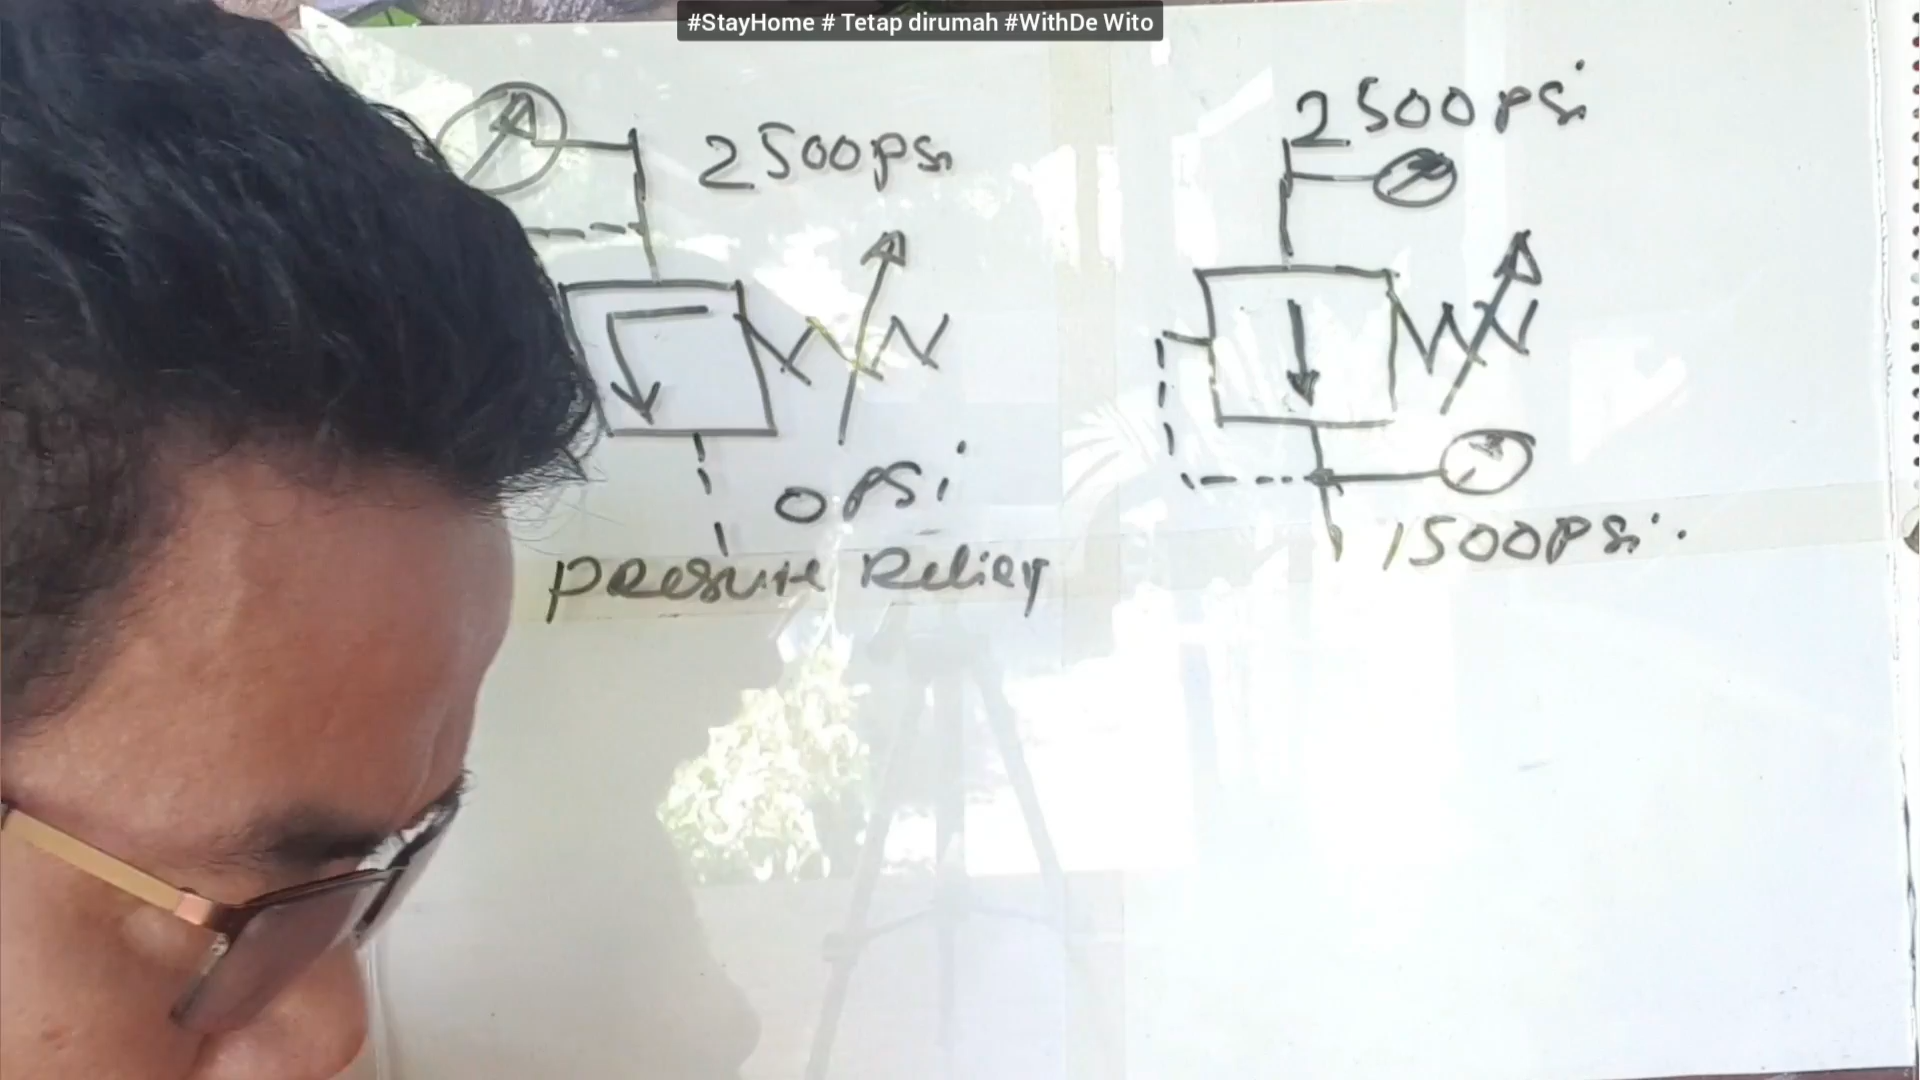 #StayHome # Tetap dirumah #WithDe Wito
2500psi
2500psi
0psi
1500psi.
Presure Relief